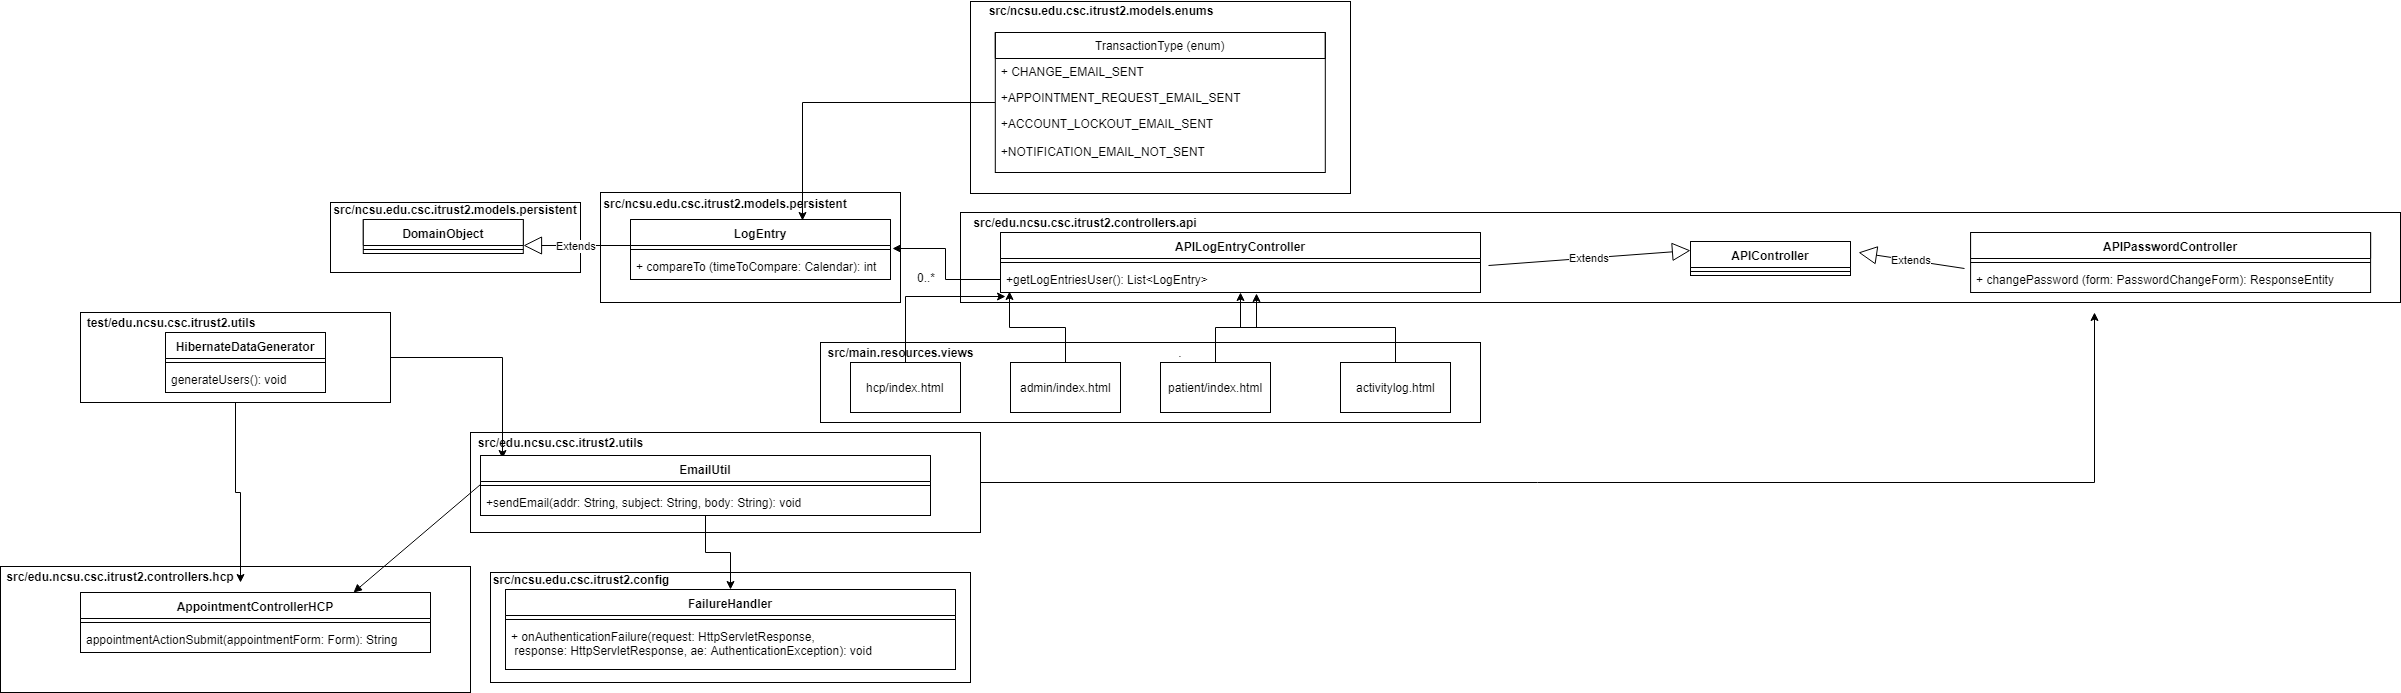 src/ncsu.edu.csc.itrust2.models.enums
TransactionType (enum)
+ CHANGE_EMAIL_SENT
+APPOINTMENT_REQUEST_EMAIL_SENT
+ACCOUNT_LOCKOUT_EMAIL_SENT
+NOTIFICATION_EMAIL_NOT_SENT
src/ncsu.edu.csc.itrust2.models.persistent
DomainObject
Extends
src/ncsu.edu.csc.itrust2.models.persistent
LogEntry
+ compareTo (timeToCompare: Calendar): int
0..*
src/edu.ncsu.csc.itrust2.controllers.api
APILogEntryController
+getLogEntriesUser(): List<LogEntry>
Extends
APIController
Extends
APIPasswordController
+ changePassword (form: PasswordChangeForm): ResponseEntity
test/edu.ncsu.csc.itrust2.utils
HibernateDataGenerator
generateUsers(): void
src/main.resources.views
.
hcp/index.html
admin/index.html
patient/index.html
activitylog.html
src/edu.ncsu.csc.itrust2.utils
EmailUtil
+sendEmail(addr: String, subject: String, body: String): void
src/edu.ncsu.csc.itrust2.controllers.hcp
AppointmentControllerHCP
appointmentActionSubmit(appointmentForm: Form): String
src/ncsu.edu.csc.itrust2.config
FailureHandler
+ onAuthenticationFailure(request: HttpServletResponse,
response: HttpServletResponse, ae: AuthenticationException): void